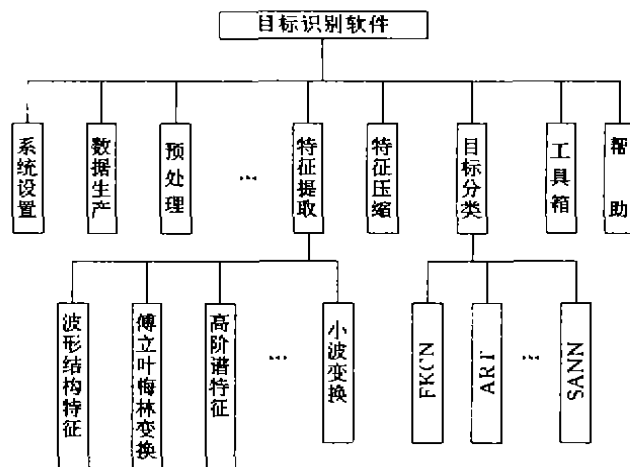 目标识别软件
系统设置
数据生产
预处理
…
特征提取
特征压缩
目标分类
工具箱
帮助
波形结构特征
傅立叶梅林变换
高阶谱特征
…
小波变换
FKCN
ART
…
SANN